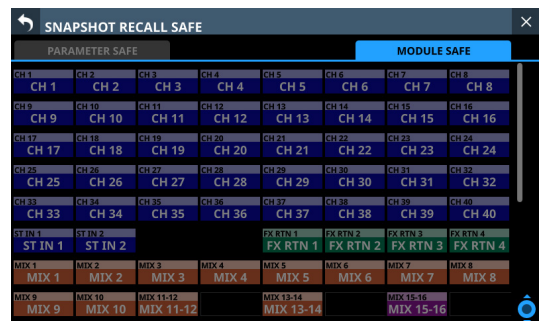 SNAPSHOT RECALL SAFE
PARAMETER SAFE MODULE SAFE
CH 1 CH 2 CH 3 CH 4 CH 5 CH 6 CH 7 CH 8
CH 1 CH 2 CH 3 CH 4 CH 5 CH 6 CH 7 CH 8
CH 9 CH 10 CH 11 CH 12 CH 13 CH 14 CH 15 CH 16
CH 9 CH 10 CH 11 CH 12 CH 13 CH 14 CH 15 CH 16
CH 17 CH 18 CH 19 CH 20 CH 21 CH 22 CH 23 CH 24
CH 17 CH 18 CH 19 CH 20 CH 21 CH 22 CH 23 CH 24
CH 25 CH 26 CH 27 CH 28 CH 29 CH 30 CH 31 CH 32
CH 25 CH 26 CH 27 CH 28 CH 29 CH 30 CH 31 CH 32
CH 33 CH 34 CH 35 CH 36 CH 37 CH 38 CH 39 CH 40
CH 33 CH 34 CH 35 CH 36 CH 37 CH 38 CH 39 CH 40
ST IN 1 ST IN 2 FX RTN 1 FX RTN 2 FX RTN 3 FX RTN 4
ST IN 1 ST IN 2 FX RTN 1 FX RTN 2 FX RTN 3 FX RTN 4
MIX 1 MIX 2 MIX 3 MIX 4 MIX 5 MIX 6 MIX 7 MIX 8
MIX 1 MIX 2 MIX 3 MIX 4 MIX 5 MIX 6 MIX 7 MIX 8
MIX 9 MIX 10 MIX 11-12 MIX 13-14 MIX 15-16
MIX 9 MIX 10 MIX 11-12 MIX 13-14 MIX 15-16